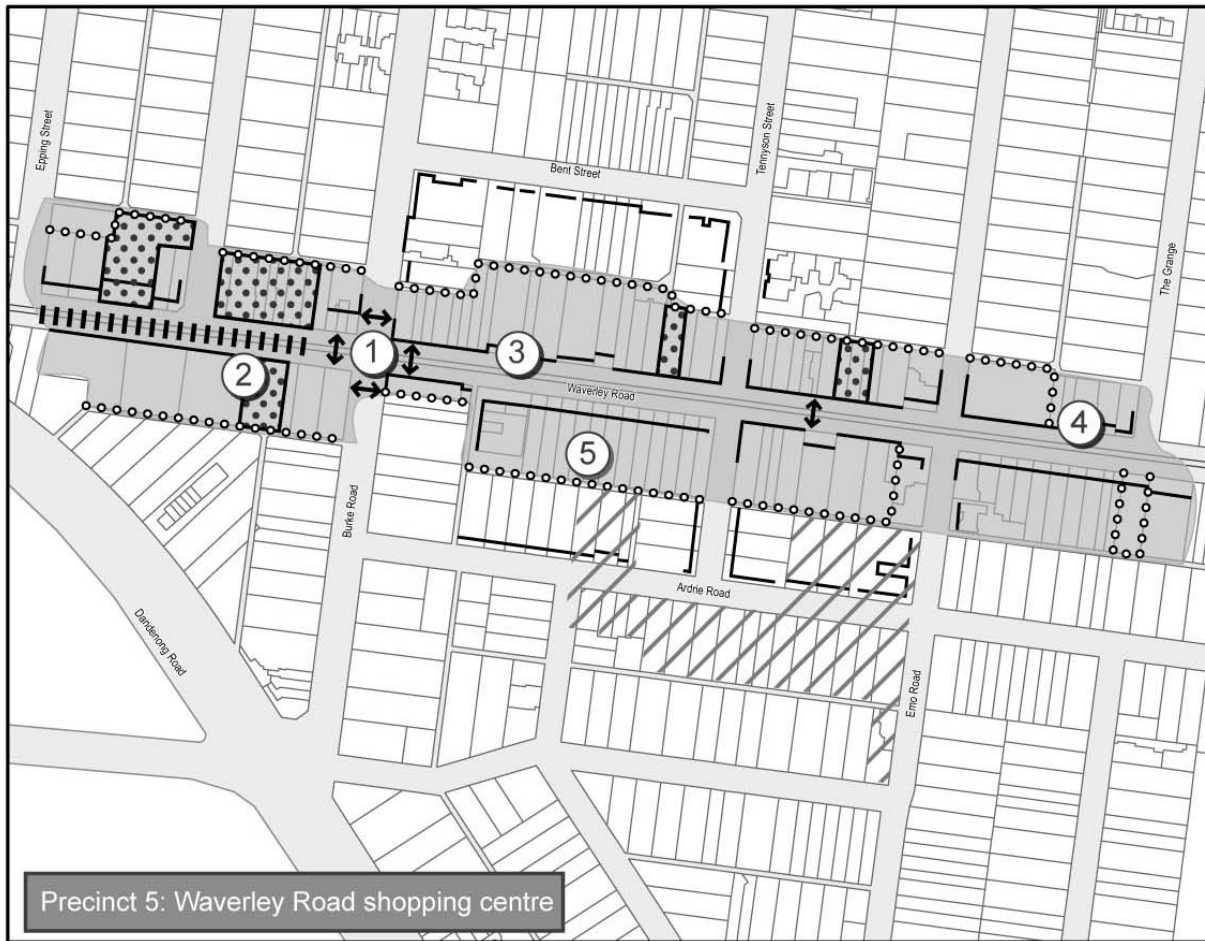 Epping Street
Bent Street
Tennyson Street
The Grange
1
2
3
Waverley Road
4
5
Burke Road
Ardrie Road
Dandenong Road
Emo Road
Precinct 5: Waverley Road shopping centre